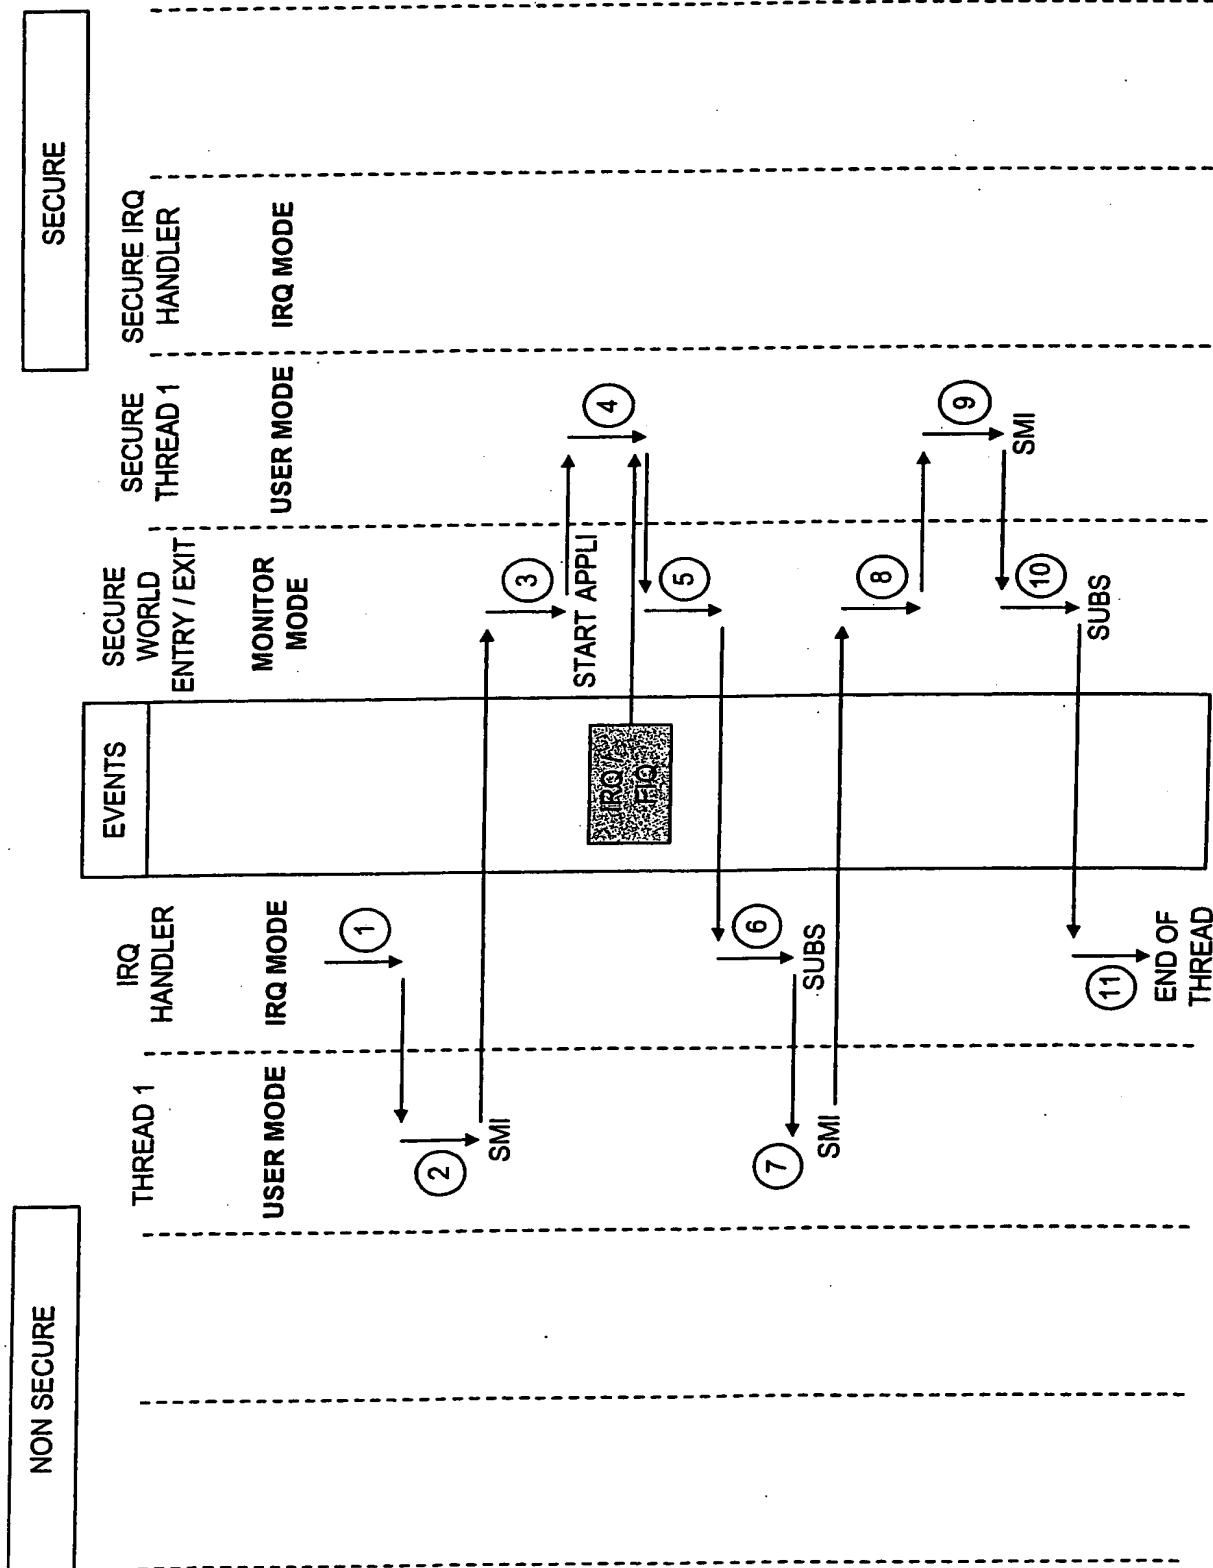 NON SECURE
SECURE
THREAD 1
USER MODE
IRQ
HANDLER
IRQ MODE
EVENTS
SECURE
WORLD
ENTRY / EXIT
MONITOR
MODE
SECURE
THREAD 1
USER MODE
SECURE IRQ
HANDLER
IRQ MODE
1
2
SMI
3
START APPLI
4
IRQ /
FIQ
5
6
SUBS
7
SMI
8
9
SMI
10
SUBS
11
END OF
THREAD